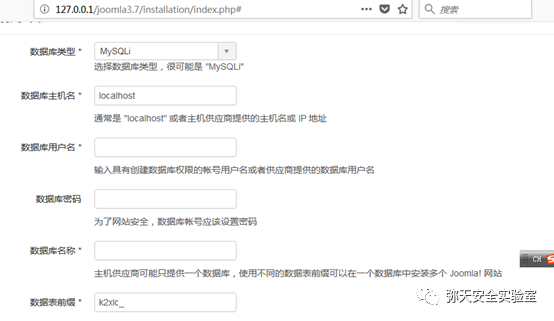 127.0.0.1/joomla3.7/installation/index.php#
搜索
数据库类型 *
MySQLi
选择数据库类型，很可能是 "MySQLi"
数据库主机名 *
localhost
通常是 "localhost" 或者主机供应商提供的主机名或 IP 地址
数据库用户名 *
输入具有创建数据库权限的帐号用户名或者供应商提供的数据库用户名
数据库密码
为了网站安全，数据库帐号应该设置密码
数据库名称 *
主机供应商可能只提供一个数据库，使用不同的数据表前缀可以在一个数据库中安装多个 Joomla! 网站
CH
数据表前缀 *
弥天安全实验室